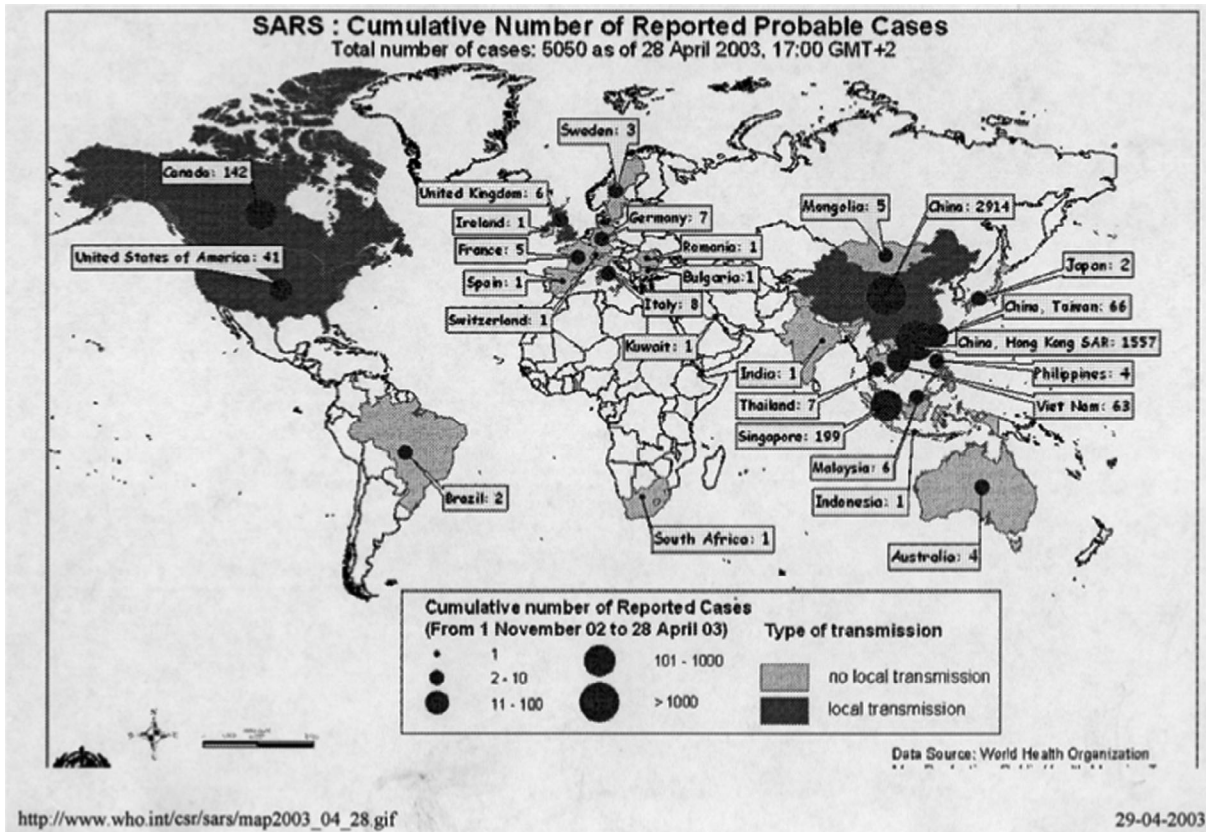 SARS : Cumulative Number of Reported Probable Cases
Total number of cases: 5050 as of 28 April 2003, 17:00 GMT+2
Sweden: 3
Canada: 142
United Kingdom: 6
Mongolia: 5
China: 2914
Ireland: 1
Germany: 7
United States of America: 41
France: 5
Romania: 1
Japan: 2
Spain: 1
Bulgaria:1
Italy: 8
China, Taiwan: 66
Switzerland: 1
China, Hong Kong SAR: 1557
Kuwait: 1
India: 1
Philippines: 4
Thailand: 7
Viet Nam: 63
Singapore: 199
Malaysia: 6
Brazil: 2
Indonesia: 1
South Africa: 1
Australia: 4
Cumulative number of Reported Cases
(From 1 November 02 to 28 April 03)
1
2 - 10
11 - 100
101 - 1000
> 1000
Type of transmission
no local transmission
local transmission
Data Source: World Health Organization
http://www.who.int/csr/sars/map2003_04_28.gif
29-04-2003